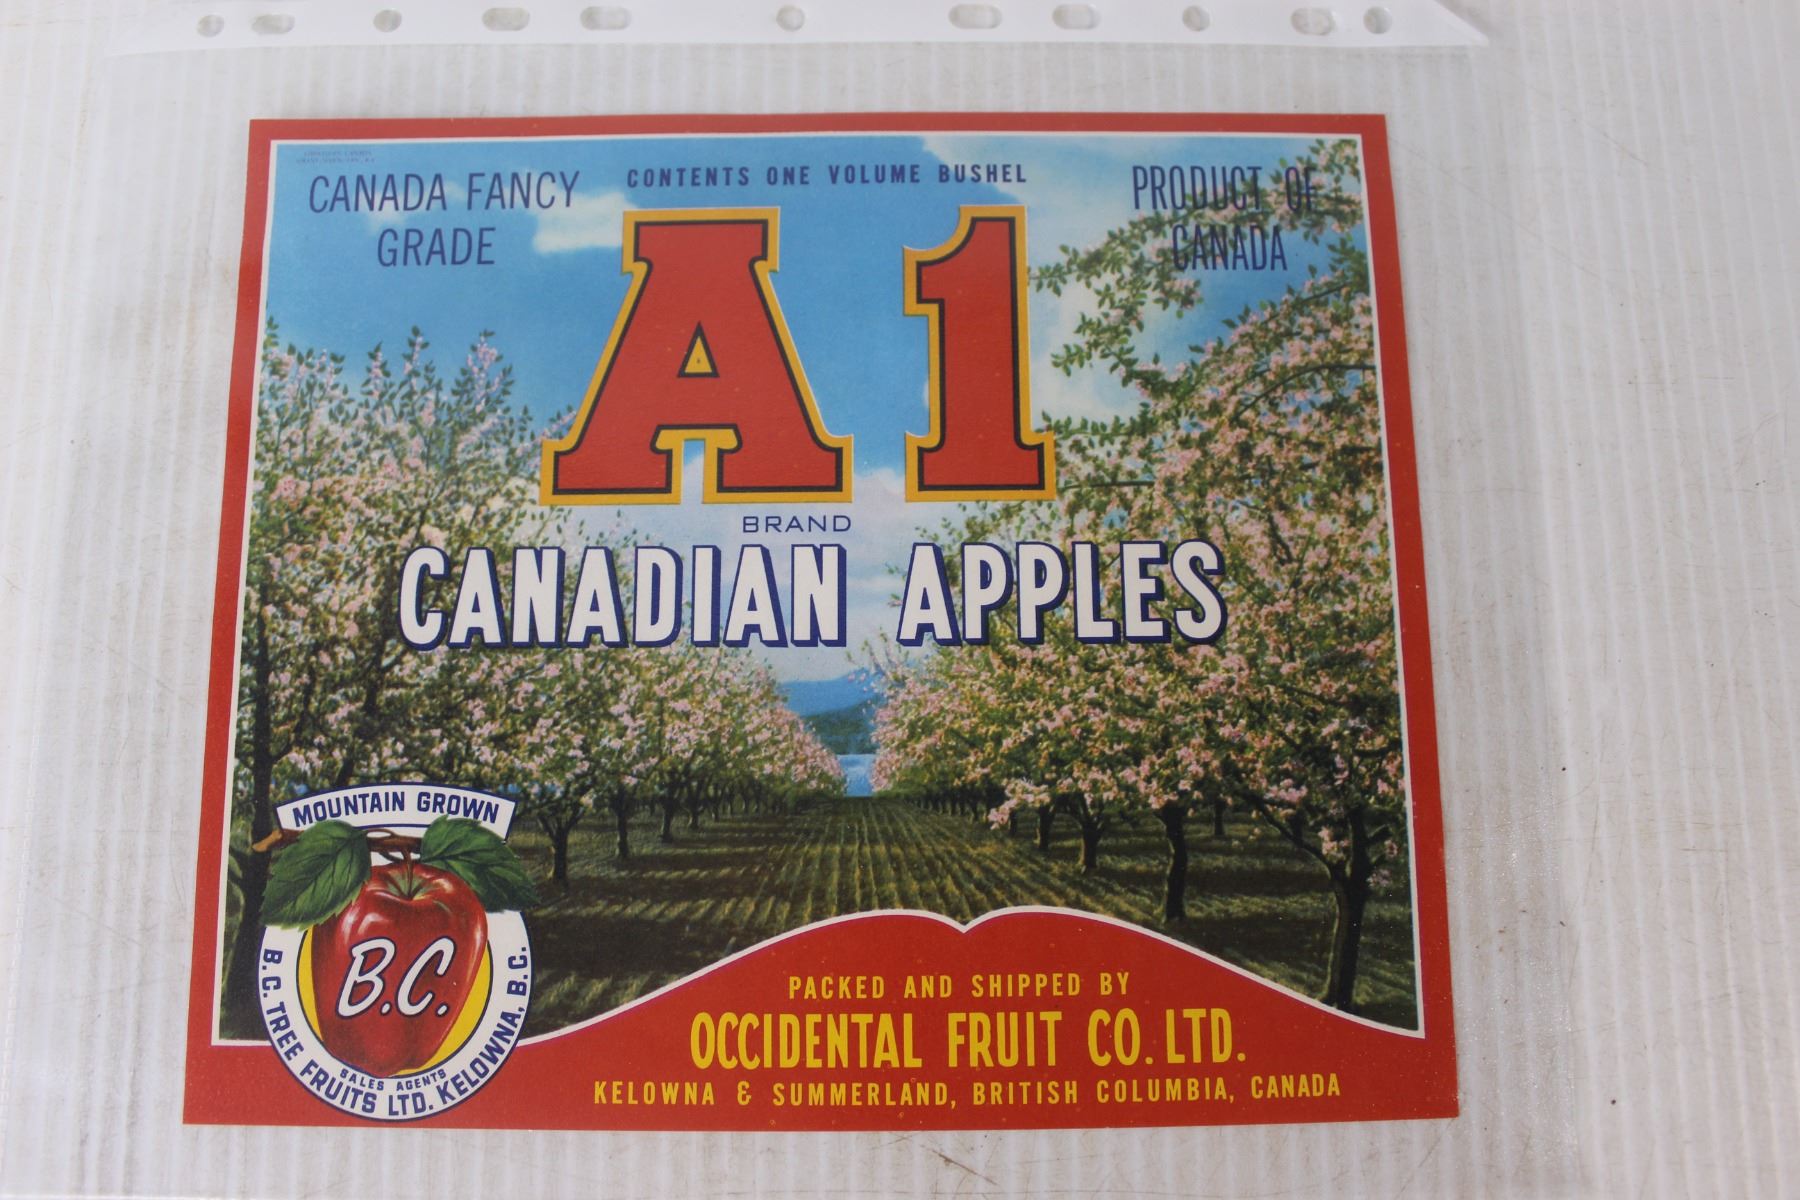 CANADA FANCY
GRADE
CONTENTS ONE VOLUME BUSHEL
PRODUCT OF
CANADA
A1
BRAND
CANADIAN APPLES
MOUNTAIN GROWN
B.C.
SALES AGENTS
B.C. TREE FRUITS LTD. KELOWNA, B.C.
PACKED AND SHIPPED BY
OCCIDENTAL FRUIT CO. LTD.
KELOWNA & SUMMERLAND, BRITISH COLUMBIA, CANADA